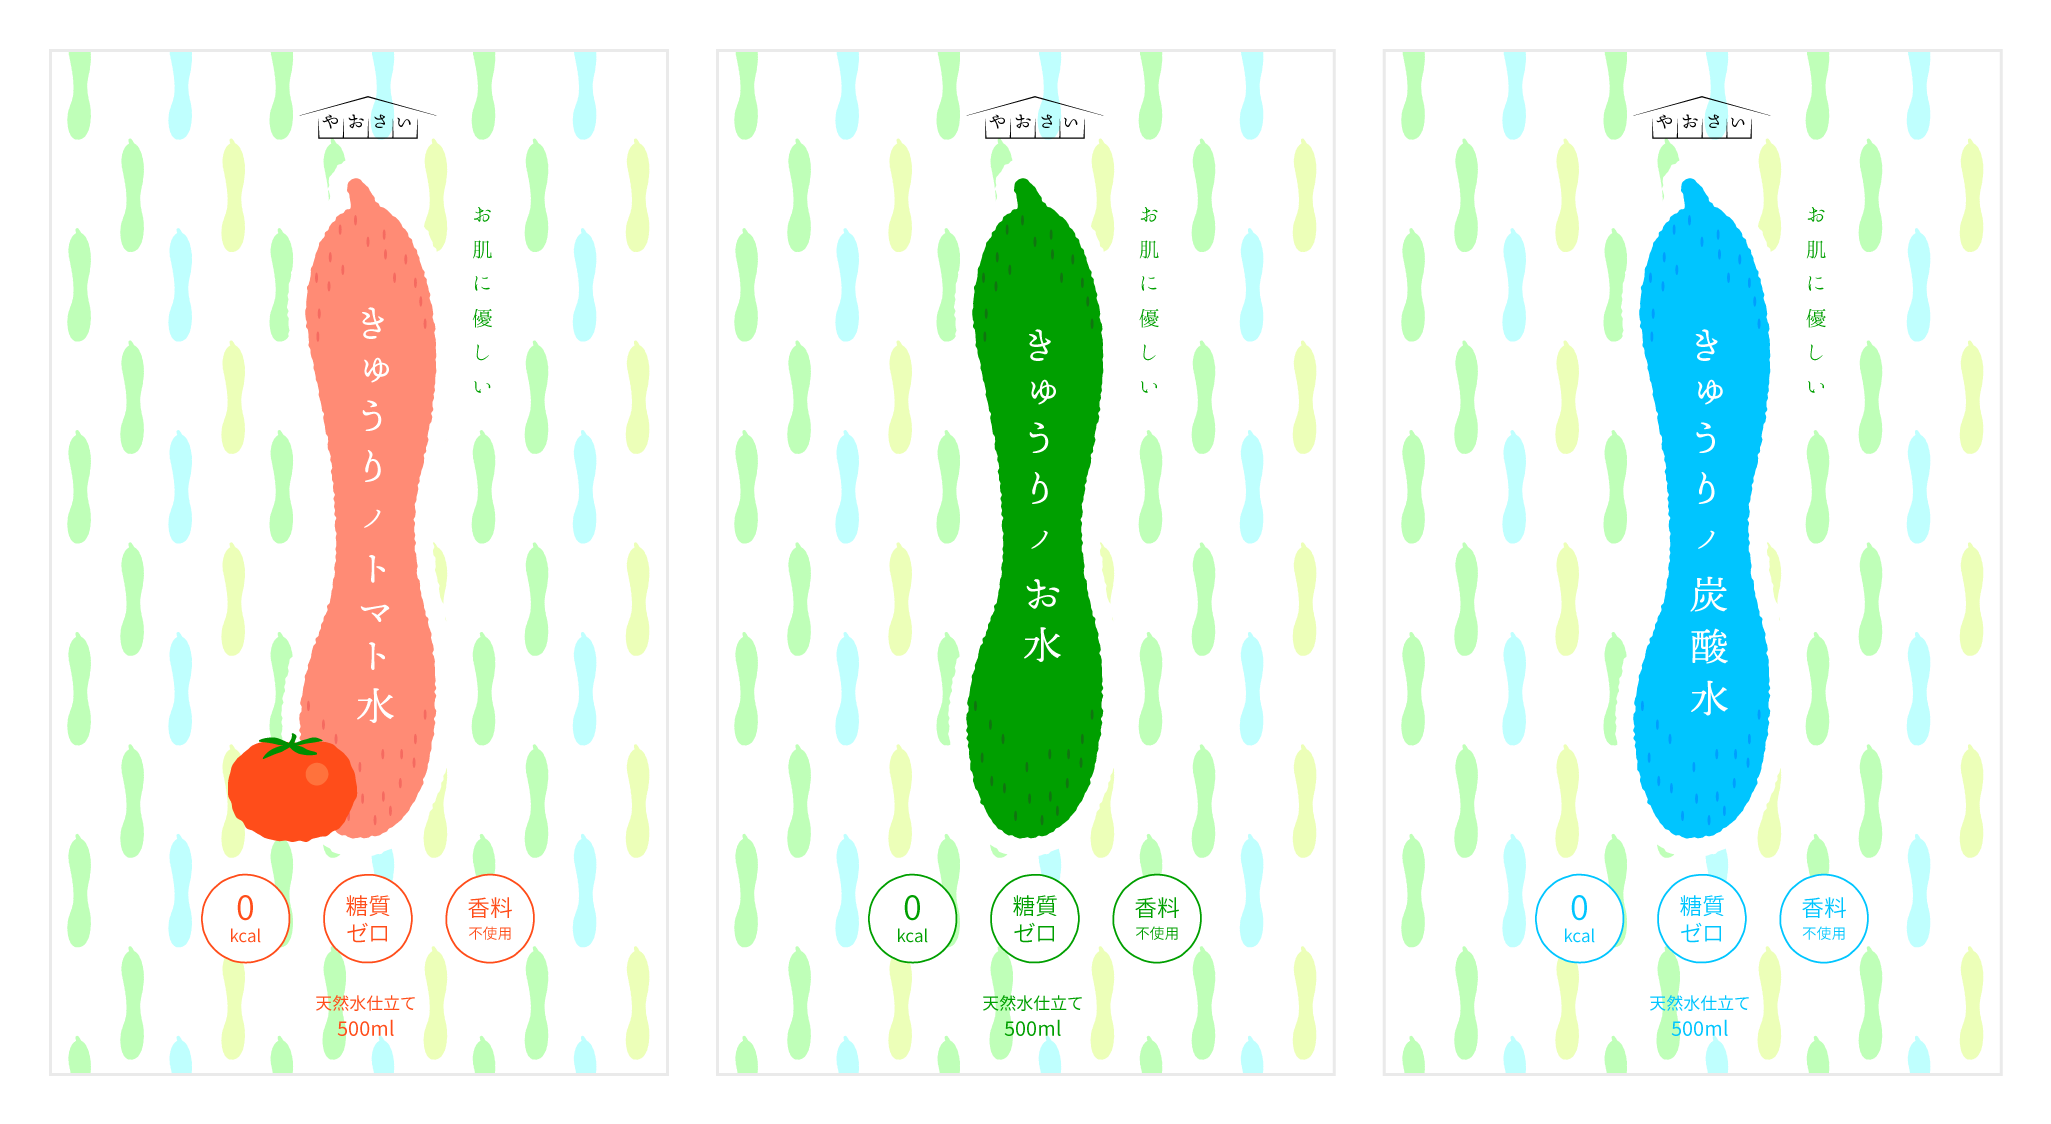 やおさい
お肌に優しい
きゅうりノトマト水
0
kcal
糖質
ゼロ
香料
不使用
天然水仕立て
500ml
やおさい
お肌に優しい
きゅうりノお水
0
kcal
糖質
ゼロ
香料
不使用
天然水仕立て
500ml
やおさい
お肌に優しい
きゅうりノ炭酸水
0
kcal
糖質
ゼロ
香料
不使用
天然水仕立て
500ml